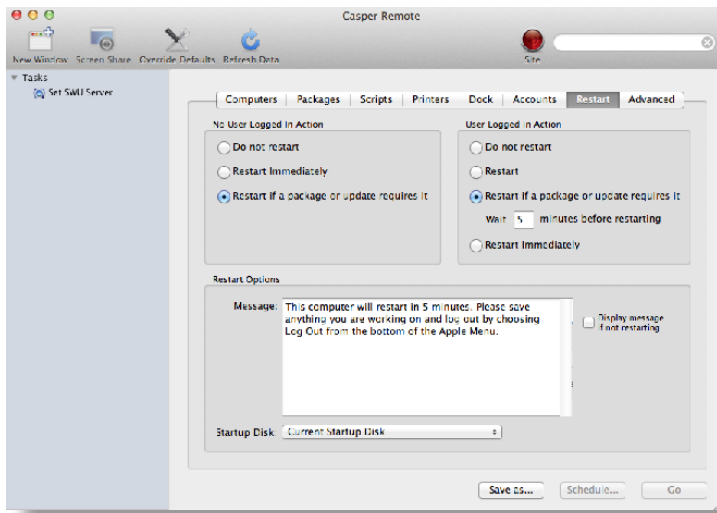 Casper Remote
New Window Screen Share Override Defaults Refresh Data
Site
Tasks
Set SWU Server
Computers Packages Scripts Printers Dock Accounts Restart Advanced
No User Logged In Action
Do not restart
Restart Immediately
Restart if a package or update requires it
User Logged In Action
Do not restart
Restart
Restart if a package or update requires it
Wait 5 minutes before restarting
Restart Immediately
Restart Options
Message:
This computer will restart in 5 minutes. Please save
anything you are working on and log out by choosing
Log Out from the bottom of the Apple Menu.
Display message
if not restarting
Startup Disk: Current Startup Disk
Save as... Schedule... Go